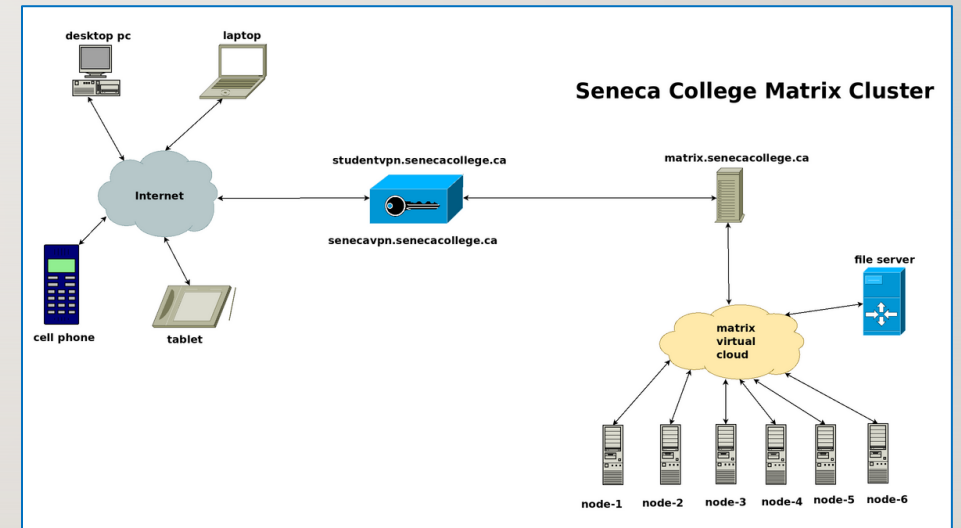 desktop pc
laptop
Seneca College Matrix Cluster
studentvpn.senecacollege.ca
matrix.senecacollege.ca
Internet
senecavpn.senecacollege.ca
file server
cell phone
tablet
matrix
virtual
cloud
node-1
node-2
node-3
node-4
node-5
node-6